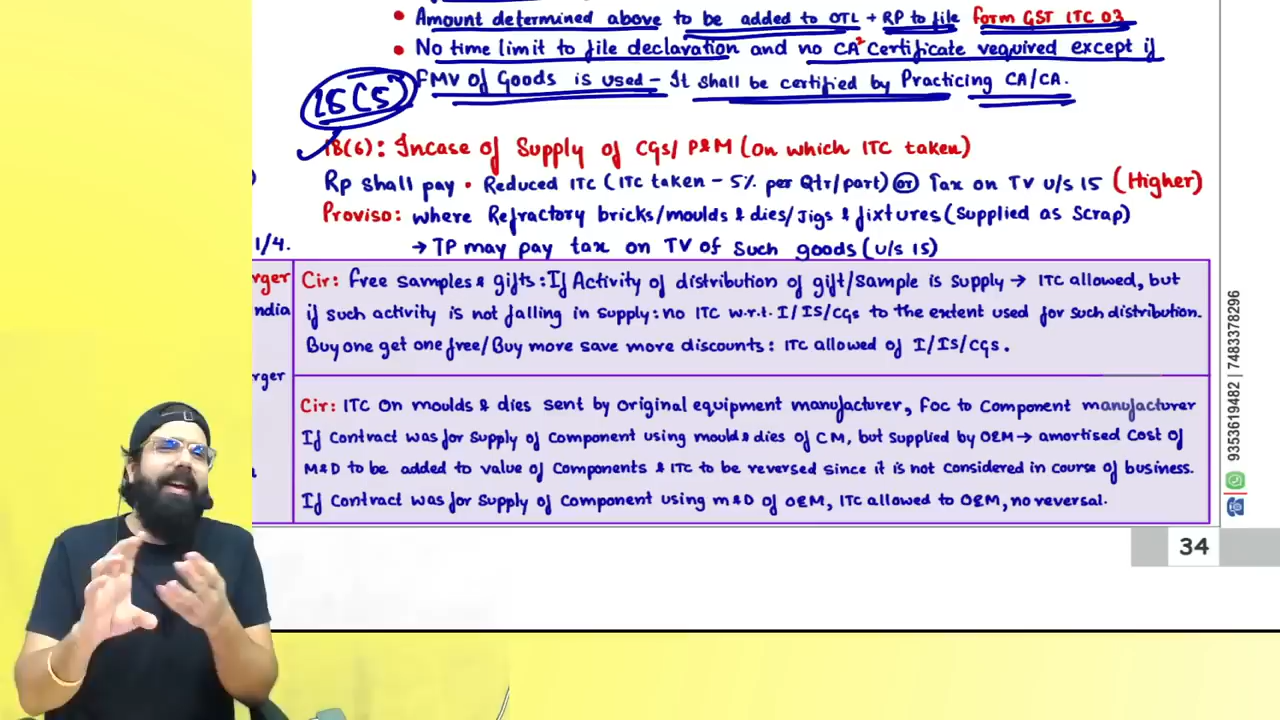 • Amount determined above to be added to OTL + RP to file form GST ITC 03
• No time limit to file declaration and no CA² Certificate required except if
FMV of Goods is used - It shall be certified by Practicing CA/CA.
18(5)
18(6): Incase of Supply of CGs/ P&M (on which ITC taken)
Rp shall pay • Reduced ITC (ITC taken - 5% per Qtr/part) or Tax on TV u/s 15 (Higher)
Proviso: where Refractory bricks/moulds & dies/Jigs & fixtures (Supplied as Scrap)
1/4. → TP may pay tax on TV of Such goods (u/s 15)
rger
ndia
rger
Cir: Free samples & gifts: If Activity of distribution of gift/sample is Supply → ITC allowed, but
if such activity is not falling in supply: no ITC w.r.t. I/IS/CGs to the extent used for such distribution.
Buy one get one free/Buy more save more discounts: ITC allowed of I/IS/CGs.
Cir: ITC on moulds & dies sent by original equipment manufacturer, FOC to Component manufacturer
If Contract was for Supply of Component using mould & dies of CM, but supplied by OEM → amortised cost of
M&D to be added to value of Components & ITC to be reversed since it is not considered in course of business.
If Contract was for Supply of Component using M&D of OEM, ITC allowed to OEM, no reversal.
34
9353619482 | 7483378296